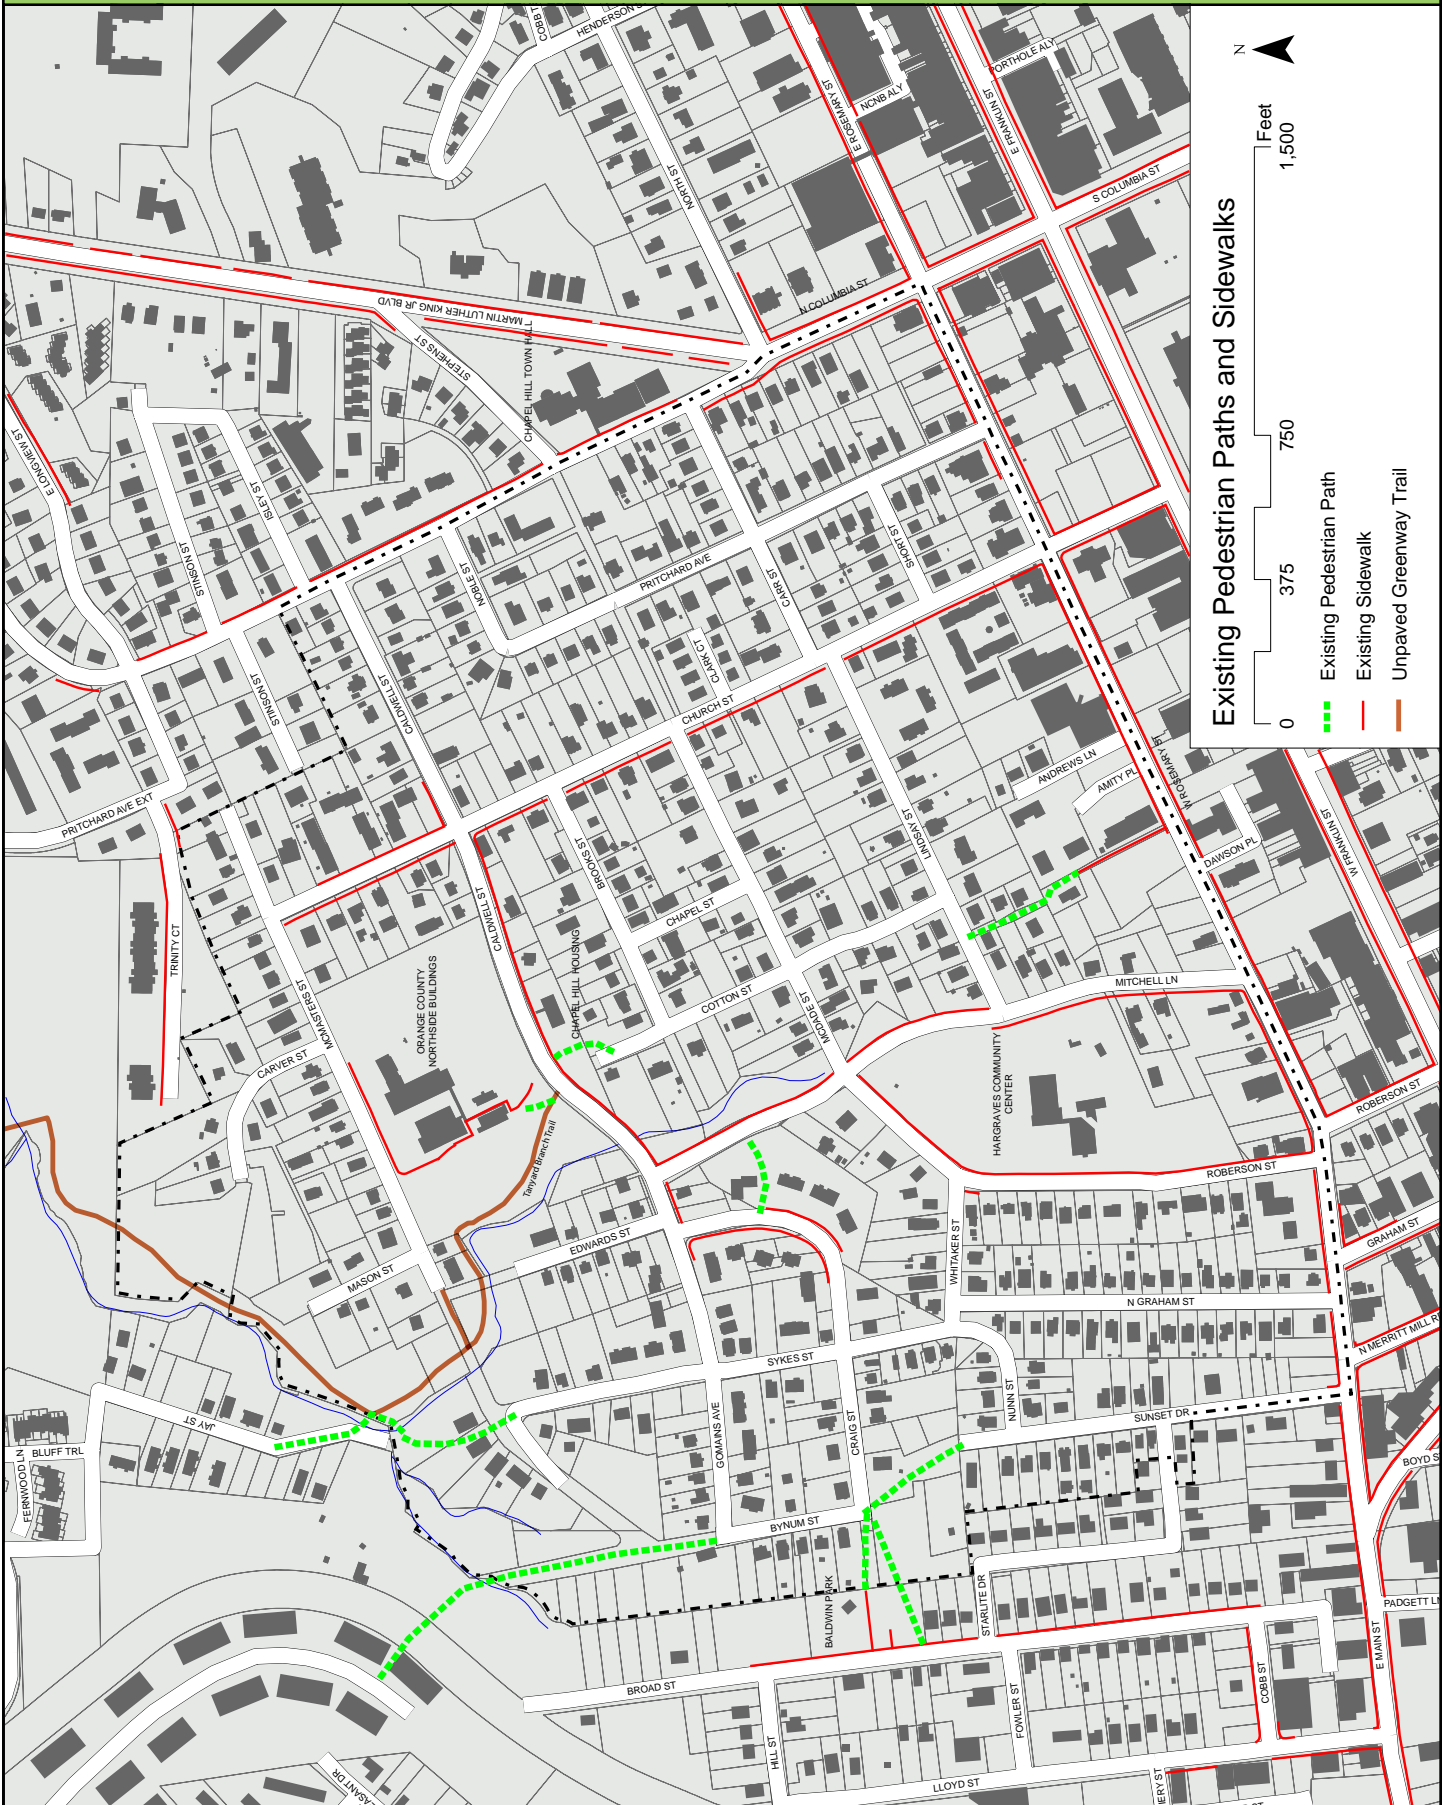 COBB T
HENDERSON S
PORTHOLE ALY
E ROSEMARY ST
NCNB ALY
E FRANKLIN ST
NORTH ST
S COLUMBIA ST
MARTIN LUTHER KING JR BLVD
N COLUMBIA ST
STEPHENS ST
CHAPEL HILL TOWN HALL
E LONGVIEW ST
ISLEY ST
STINSON ST
NOBLE ST
PRITCHARD AVE
SHORT ST
CARR ST
CLARK CT
CALDWELL ST
STINSON ST
CHURCH ST
PRITCHARD AVE EXT
ANDREWS LN
AMITY PL
W ROSEMARY ST
LINDSAY ST
BROOKS ST
DAWSON PL
W FRANKLIN ST
CHAPEL ST
CALDWELL ST
TRINITY CT
CHAPEL HILL HOUSING
ORANGE COUNTY
NORTHSIDE BUILDINGS
MCMASTERS ST
COTTON ST
MCDADE ST
MITCHELL LN
CARVER ST
HARGRAVES COMMUNITY
CENTER
ROBERSON ST
Tanyard Branch Trail
ROBERSON ST
EDWARDS ST
WHITAKER ST
GRAHAM ST
MASON ST
N GRAHAM ST
N MERRITT MILL R
SYKES ST
NUNN ST
SUNSET DR
JAY ST
GOMAINS AVE
CRAIG ST
BLUFF TRL
FERNWOOD LN
BOYD S
BYNUM ST
BALDWIN PARK
STARLITE DR
PADGETT LN
E MAIN ST
BROAD ST
COBB ST
FOWLER ST
HILL ST
LLOYD ST
EASANT DR
ERY ST
Existing Pedestrian Paths and Sidewalks
N
Feet
0 375 750 1,500
Existing Pedestrian Path
Existing Sidewalk
Unpaved Greenway Trail